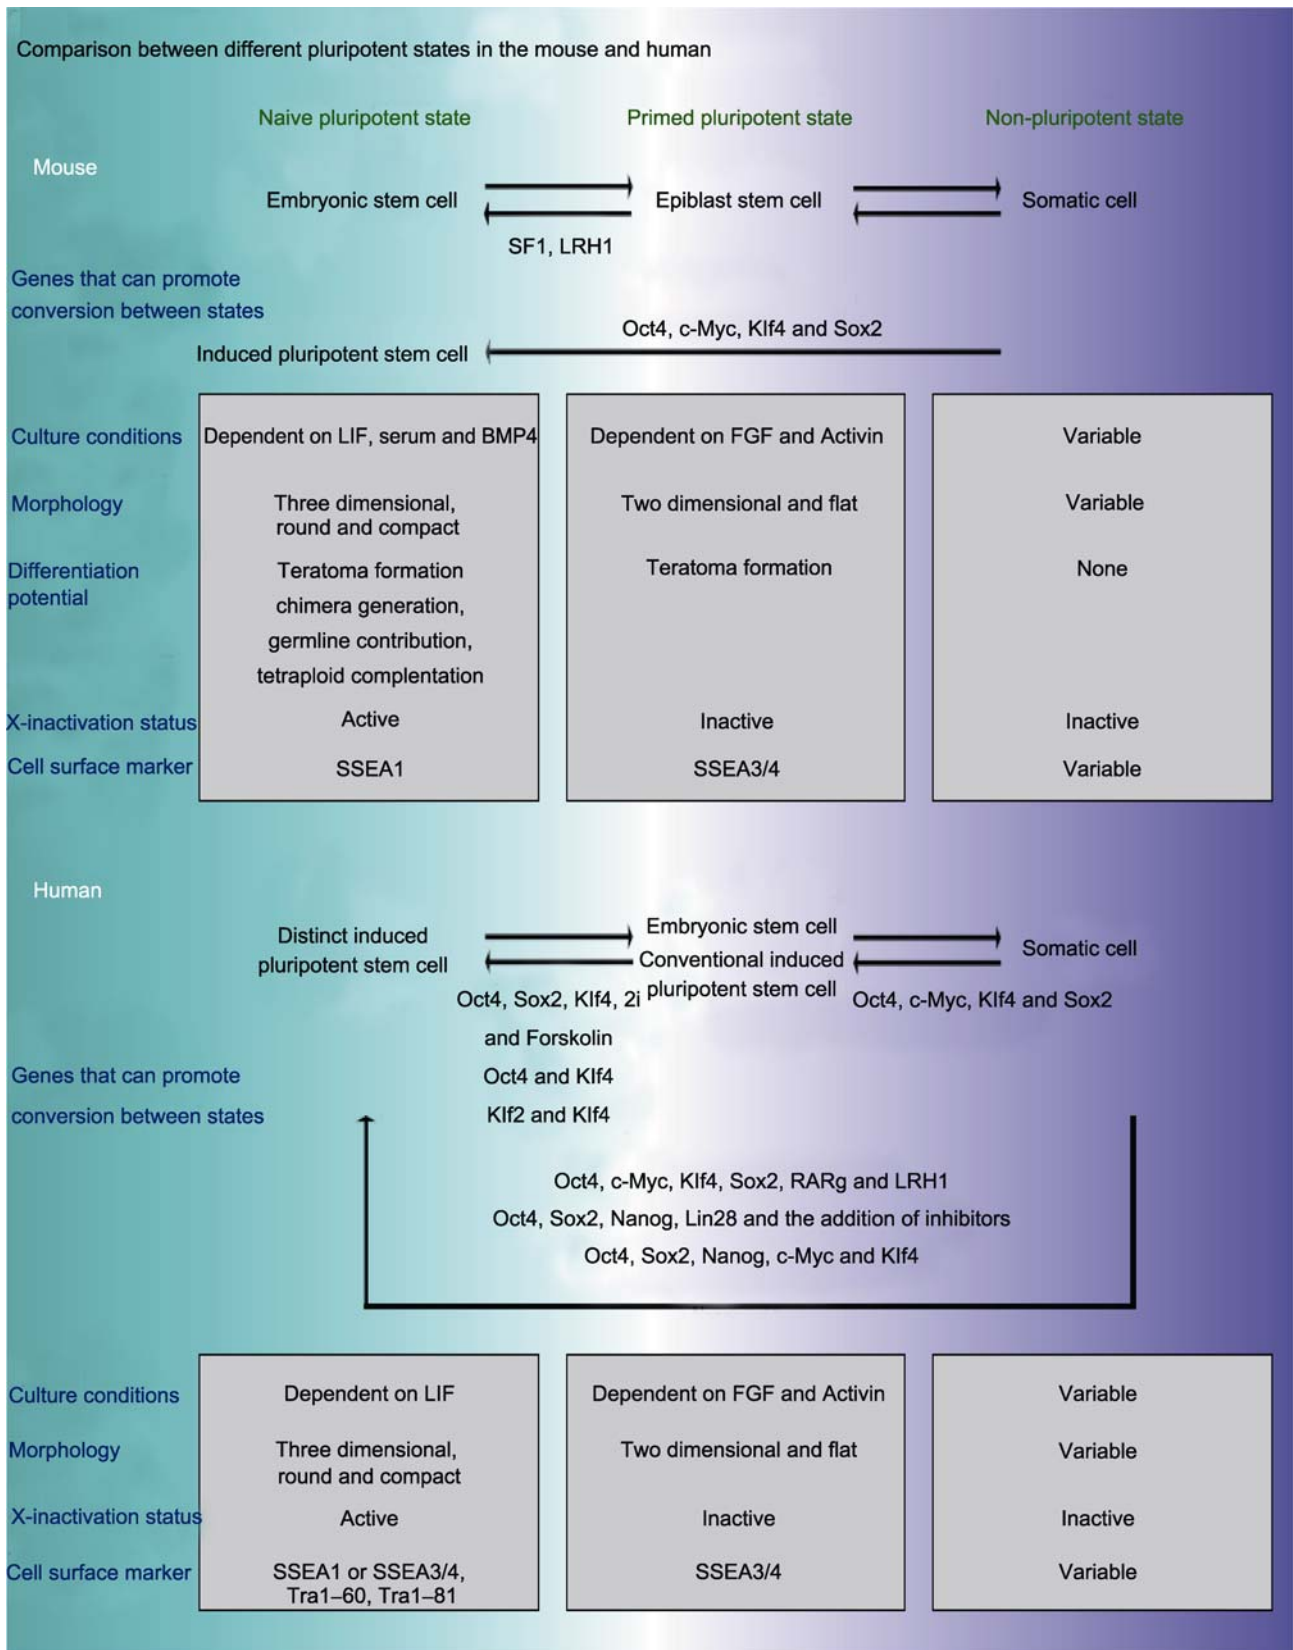 Comparison between different pluripotent states in the mouse and human
Naive pluripotent state
Primed pluripotent state
Non-pluripotent state
Mouse
Embryonic stem cell
Epiblast stem cell
Somatic cell
SF1, LRH1
Genes that can promote
conversion between states
Oct4, c-Myc, Klf4 and Sox2
Induced pluripotent stem cell
Culture conditions
Dependent on LIF, serum and BMP4
Dependent on FGF and Activin
Variable
Morphology
Three dimensional,
round and compact
Two dimensional and flat
Variable
Differentiation
potential
Teratoma formation
chimera generation,
germline contribution,
tetraploid complentation
Teratoma formation
None
X-inactivation status
Active
Inactive
Inactive
Cell surface marker
SSEA1
SSEA3/4
Variable
Human
Distinct induced
pluripotent stem cell
Embryonic stem cell
Conventional induced
pluripotent stem cell
Somatic cell
Oct4, Sox2, Klf4, 2i
and Forskolin
Oct4 and Klf4
Klf2 and Klf4
Oct4, c-Myc, Klf4 and Sox2
Genes that can promote
conversion between states
Oct4, c-Myc, Klf4, Sox2, RARg and LRH1
Oct4, Sox2, Nanog, Lin28 and the addition of inhibitors
Oct4, Sox2, Nanog, c-Myc and Klf4
Culture conditions
Dependent on LIF
Dependent on FGF and Activin
Variable
Morphology
Three dimensional,
round and compact
Two dimensional and flat
Variable
X-inactivation status
Active
Inactive
Inactive
Cell surface marker
SSEA1 or SSEA3/4,
Tra1–60, Tra1–81
SSEA3/4
Variable